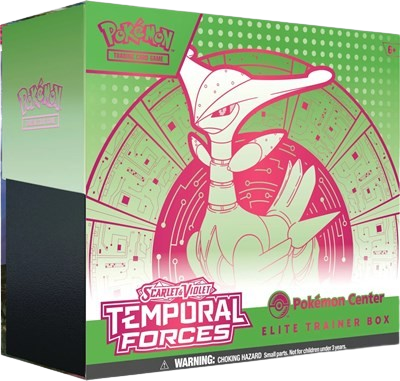 POKÉMON
TRADING CARD GAME
POKÉMON
6+
SCARLET & VIOLET
TEMPORAL
FORCES
Pokémon Center
ELITE TRAINER BOX
WARNING: CHOKING HAZARD Small parts. Not for children under 3 years.